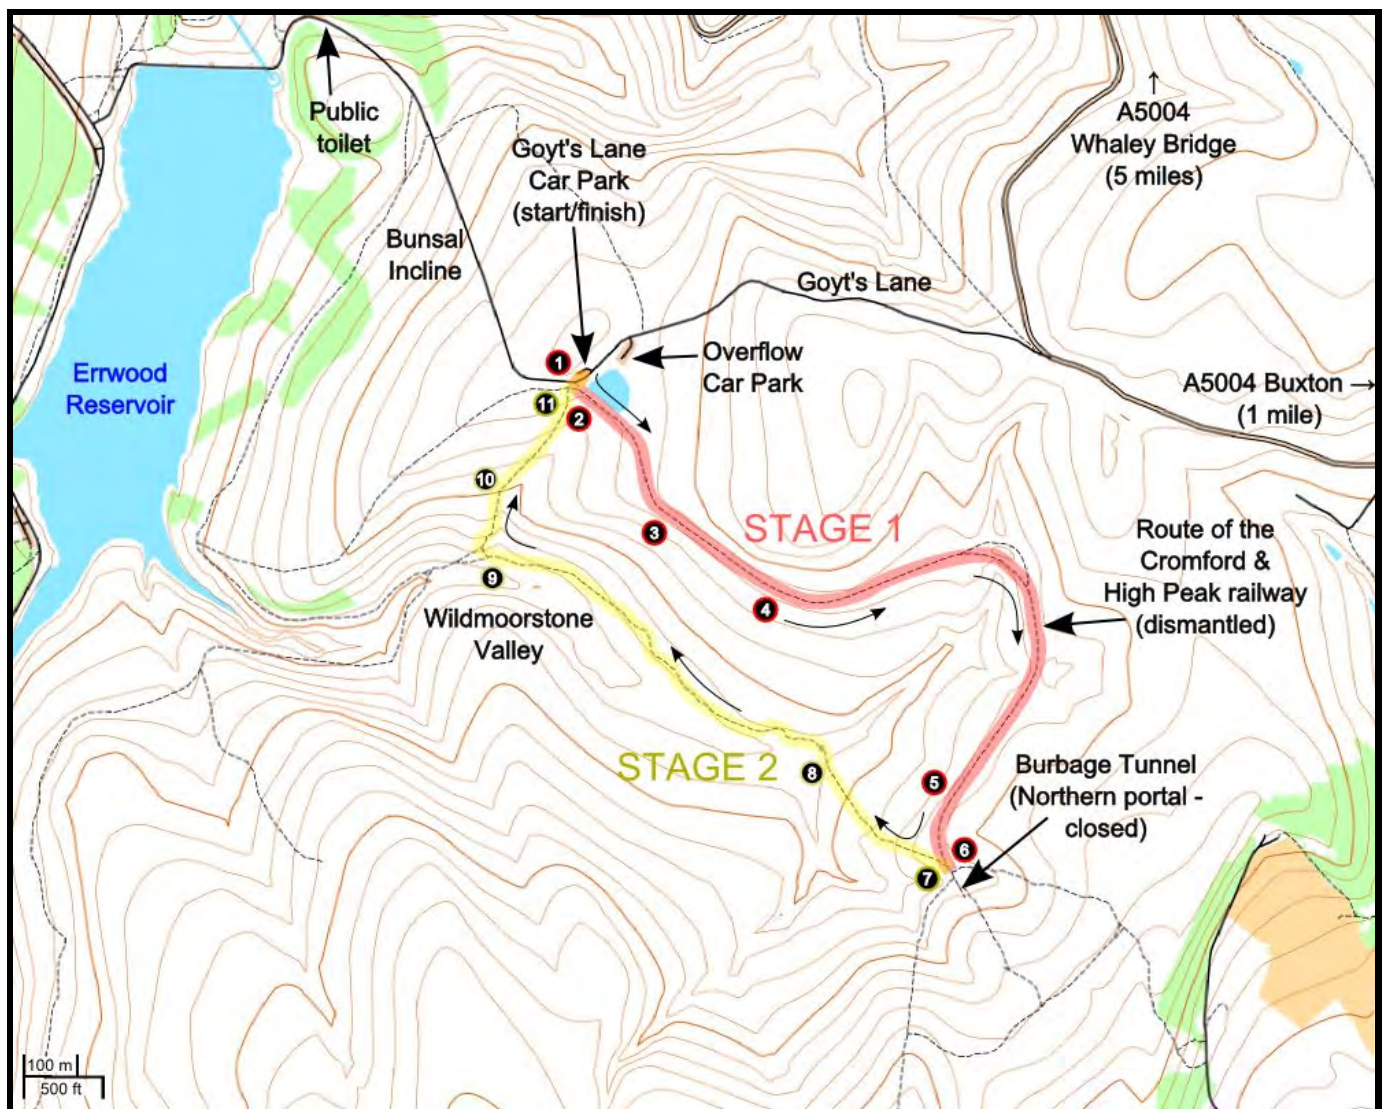 Public
toilet
Goyt's Lane
Car Park
(start/finish)
↑
A5004
Whaley Bridge
(5 miles)
Bunsal
Incline
Goyt's Lane
Errwood
Reservoir
1
Overflow
Car Park
A5004 Buxton →
(1 mile)
11
2
10
3
STAGE 1
Route of the
Cromford &
High Peak railway
(dismantled)
9
4
Wildmoorstone
Valley
STAGE 2
8
5
Burbage Tunnel
(Northern portal -
closed)
6
7
100 m
500 ft